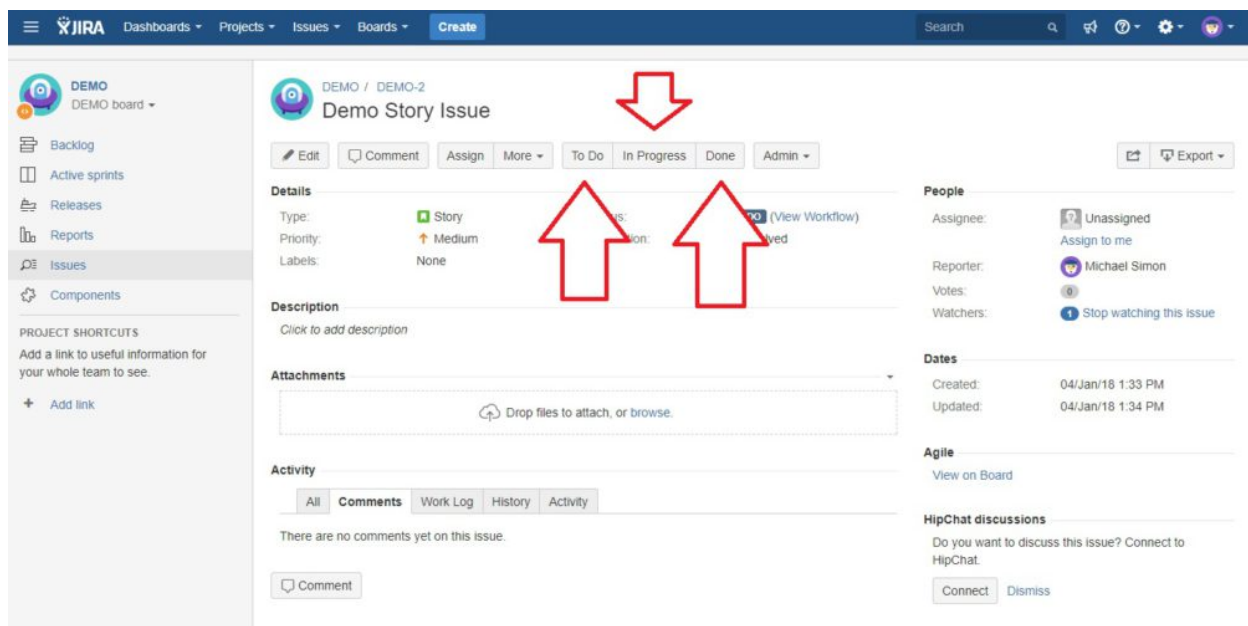 JIRA Dashboards Projects Issues Boards Create Search
DEMO
DEMO board
Backlog
Active sprints
Releases
Reports
Issues
Components
PROJECT SHORTCUTS
Add a link to useful information for
your whole team to see.
+ Add link
DEMO / DEMO-2
Demo Story Issue
Edit Comment Assign More To Do In Progress Done Admin Export
Details
Type: Story
Priority: Medium
Labels: None
(View Workflow)
Description
Click to add description
Attachments
Drop files to attach, or browse.
Activity
All Comments Work Log History Activity
There are no comments yet on this issue.
Comment
People
Assignee: Unassigned
Assign to me
Reporter: Michael Simon
Votes: 0
Watchers: 1 Stop watching this issue
Dates
Created: 04/Jan/18 1:33 PM
Updated: 04/Jan/18 1:34 PM
Agile
View on Board
HipChat discussions
Do you want to discuss this issue? Connect to
HipChat.
Connect Dismiss